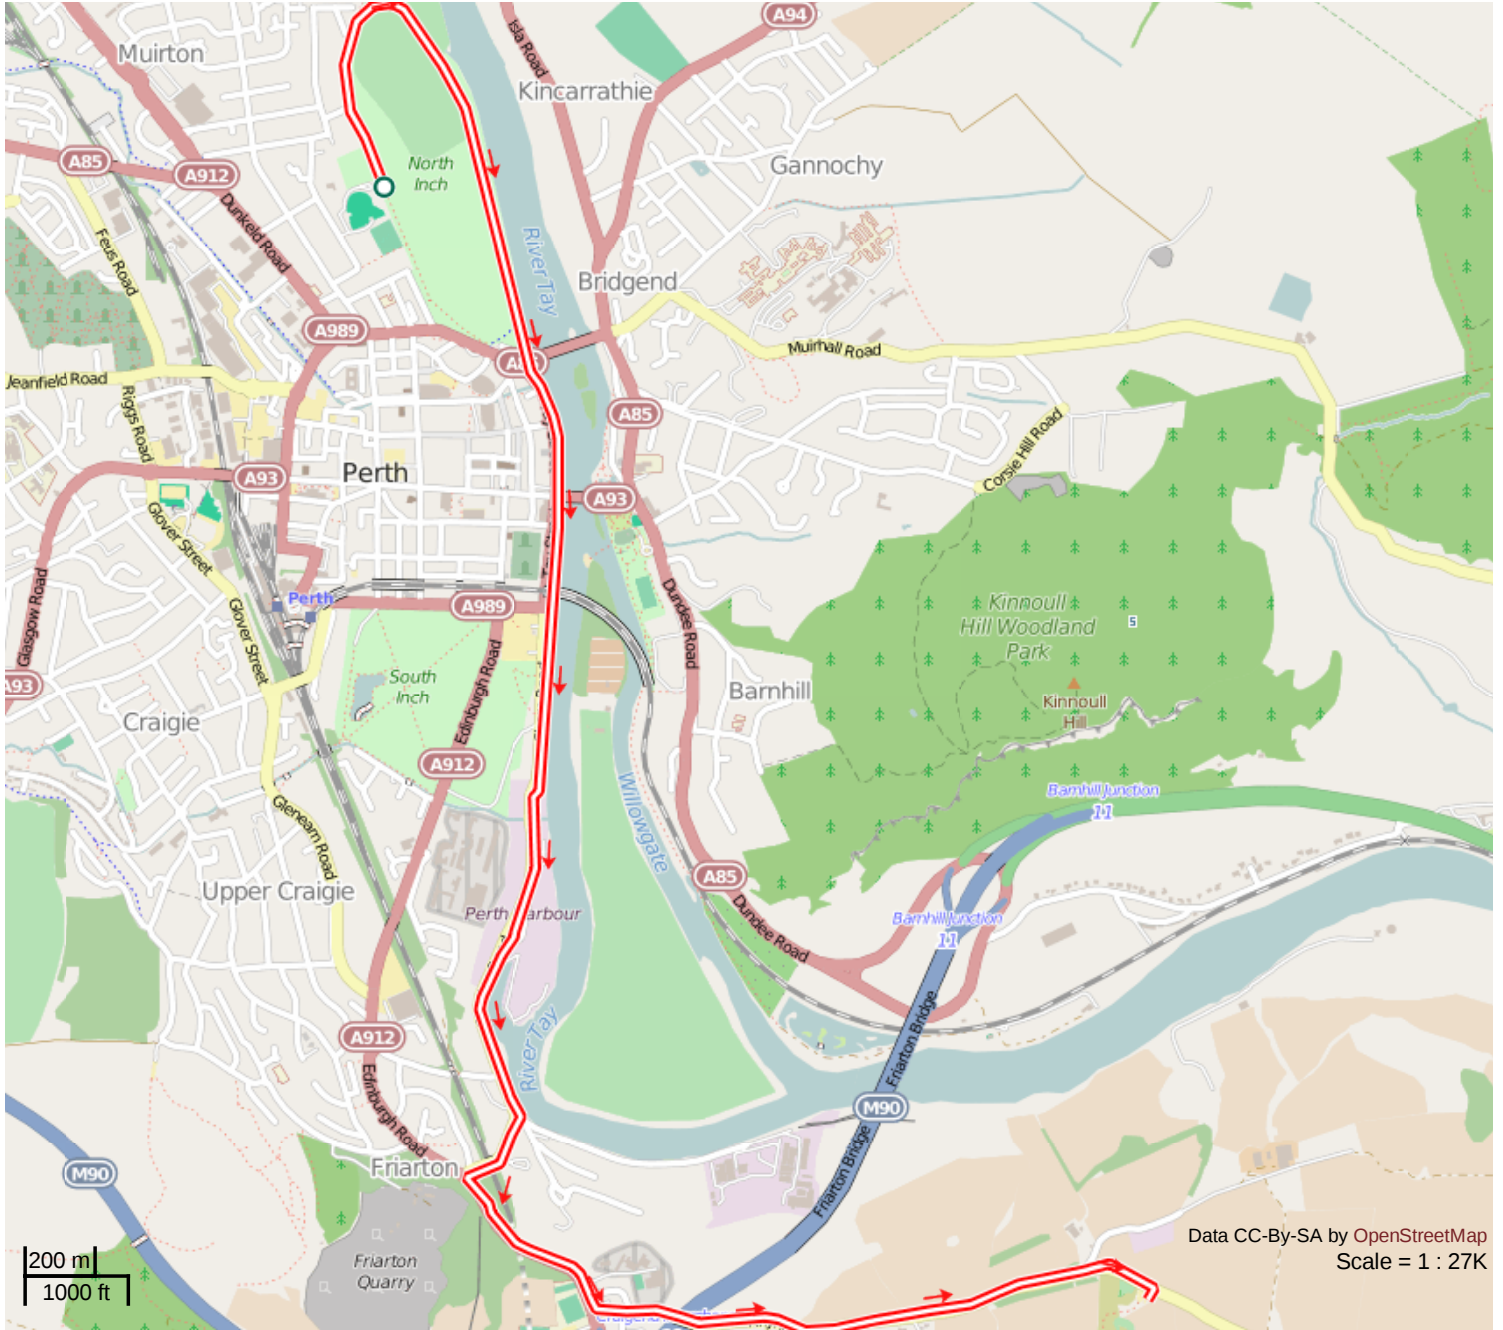 A94
Isla Road
Muirton
Kincarrathie
A85
A912
North
Inch
Gannochy
Dunkeld Road
Feus Road
River Tay
Bridgend
A989
Muirhall Road
Jeanfield Road
Riggs Road
A85
Corsie Hill Road
Perth
A93
A93
Glover Street
Dundee Road
Perth
A989
Kinnoull
Hill Woodland
Park
Glasgow Road
Glover Street
Edinburgh Road
South
Inch
A93
Barnhill
Kinnoull
Hill
Craigie
A912
Willowgate
Barnhill Junction
11
Glenearn Road
A85
Upper Craigie
Perth Harbour
Dundee Road
Barnhill Junction
11
Friarton Bridge
River Tay
A912
Edinburgh Road
M90
Friarton Bridge
Friarton
M90
Friarton
Quarry
200 m
1000 ft
Data CC-By-SA by OpenStreetMap
Scale = 1 : 27K